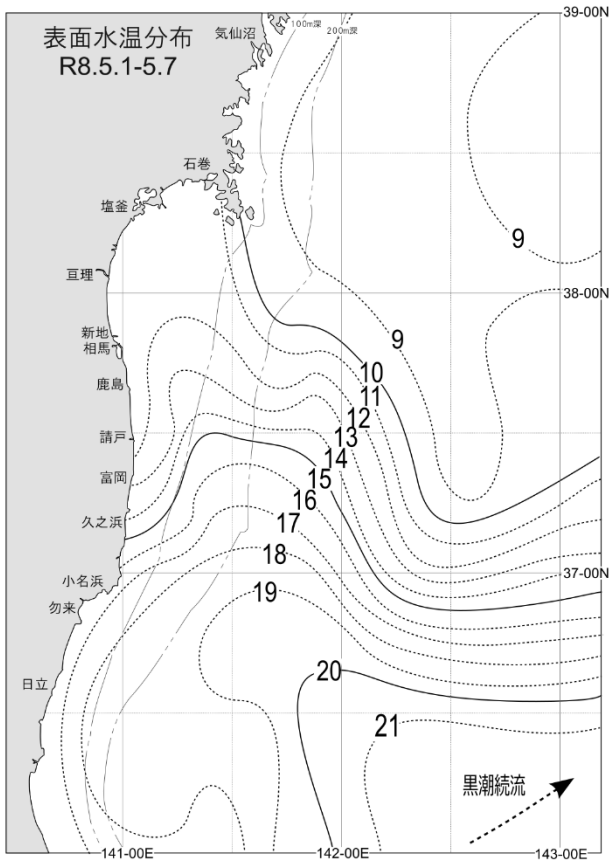 表面水温分布
R8.5.1-5.7
気仙沼
100m深
200m深
39-00N
石巻
塩釜
9
亘理
38-00N
新地
相馬
9
10
鹿島
11
12
請戸
13
14
富岡
15
16
久之浜
17
18
37-00N
小名浜
19
勿来
20
日立
21
黒潮続流
141-00E
142-00E
143-00E